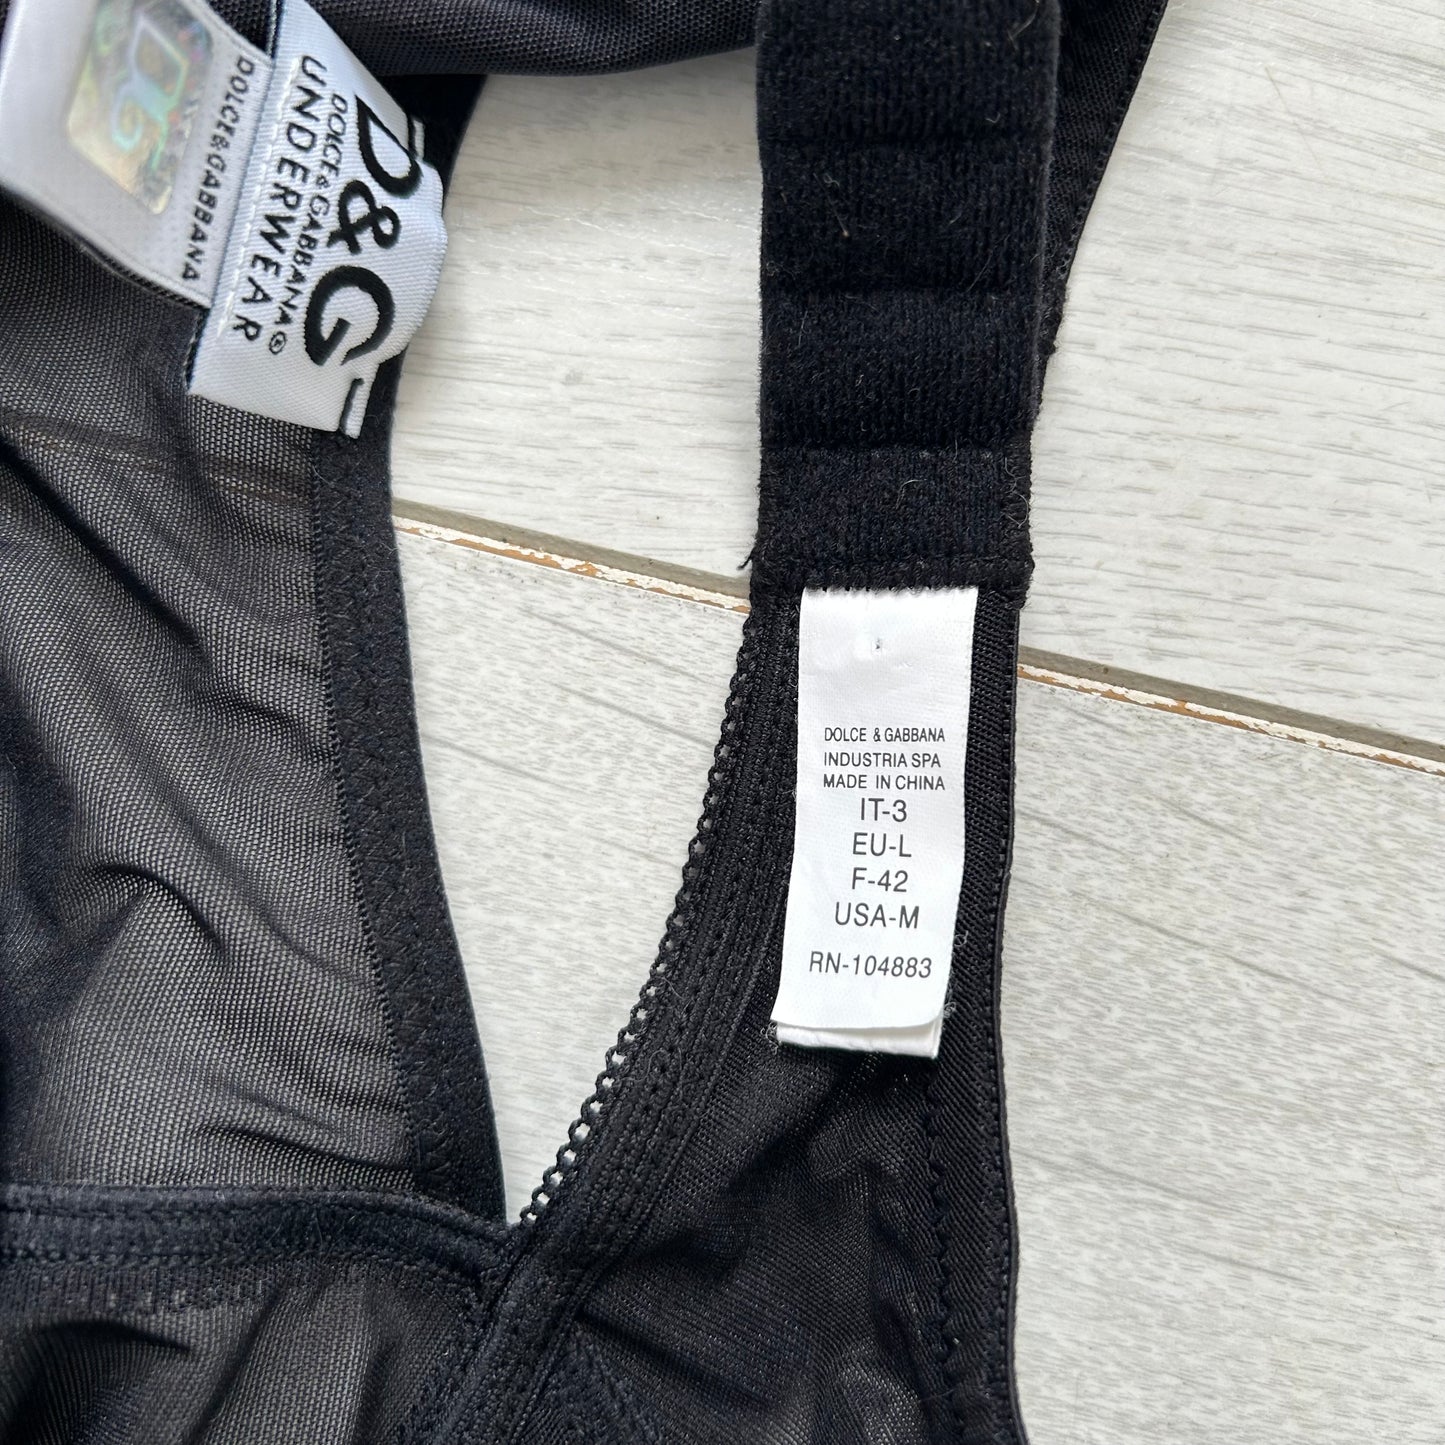 DG
DOLCE&GABBANA
D&G
DOLCE&GABBANA®
UNDERWEAR
DOLCE & GABBANA
INDUSTRIA SPA
MADE IN CHINA
IT-3
EU-L
F-42
USA-M
RN-104883